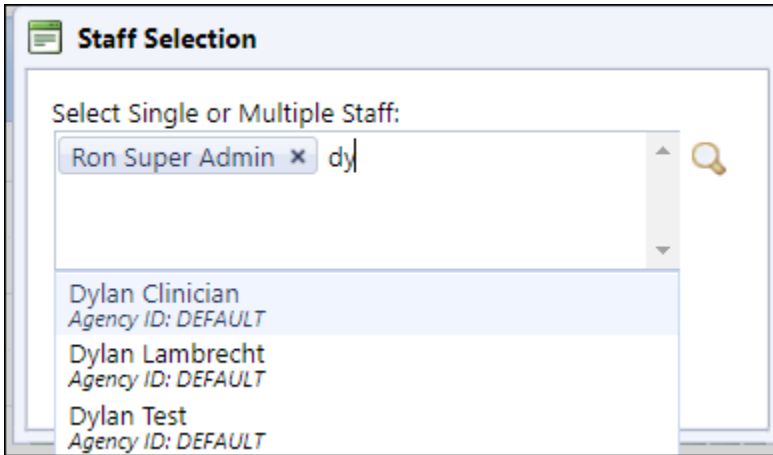 Staff Selection
Select Single or Multiple Staff:
Ron Super Admin × dy
Dylan Clinician
Agency ID: DEFAULT
Dylan Lambrecht
Agency ID: DEFAULT
Dylan Test
Agency ID: DEFAULT